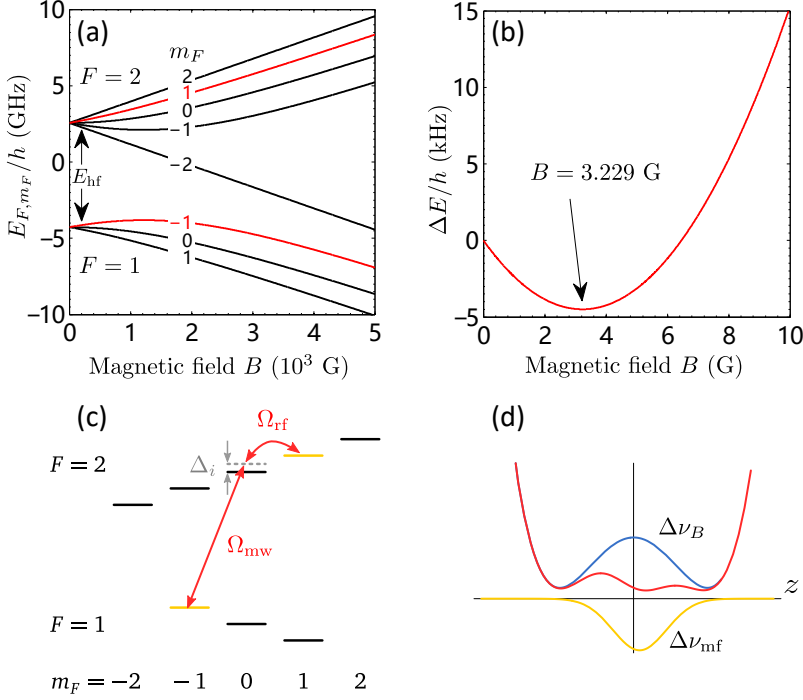 (a)
m_F
F = 2
2
1
0
−1
−2
E_hf
−1
0
1
F = 1
10
5
0
−5
−10
E_{F,m_F}/h (GHz)
0 1 2 3 4 5
Magnetic field B (10³ G)
(b)
15
10
5
0
−5
ΔE/h (kHz)
B = 3.229 G
0 2 4 6 8 10
Magnetic field B (G)
(c)
Ω_rf
F = 2
Δ_i
Ω_mw
F = 1
m_F = −2 −1 0 1 2
(d)
Δν_B
z
Δν_mf